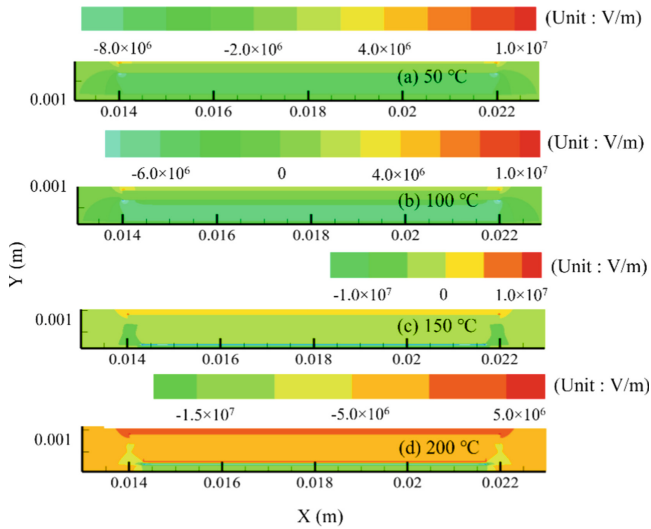 (Unit : V/m)
-8.0×10⁶ -2.0×10⁶ 4.0×10⁶ 1.0×10⁷
(a) 50 ℃
0.001
0.014 0.016 0.018 0.02 0.022
(Unit : V/m)
-6.0×10⁶ 0 4.0×10⁶ 1.0×10⁷
0.001
(b) 100 ℃
0.014 0.016 0.018 0.02 0.022
Y (m)
(Unit : V/m)
-1.0×10⁷ 0 1.0×10⁷
0.001
(c) 150 ℃
0.014 0.016 0.018 0.02 0.022
(Unit : V/m)
-1.5×10⁷ -5.0×10⁶ 5.0×10⁶
0.001
(d) 200 ℃
0.014 0.016 0.018 0.02 0.022
X (m)